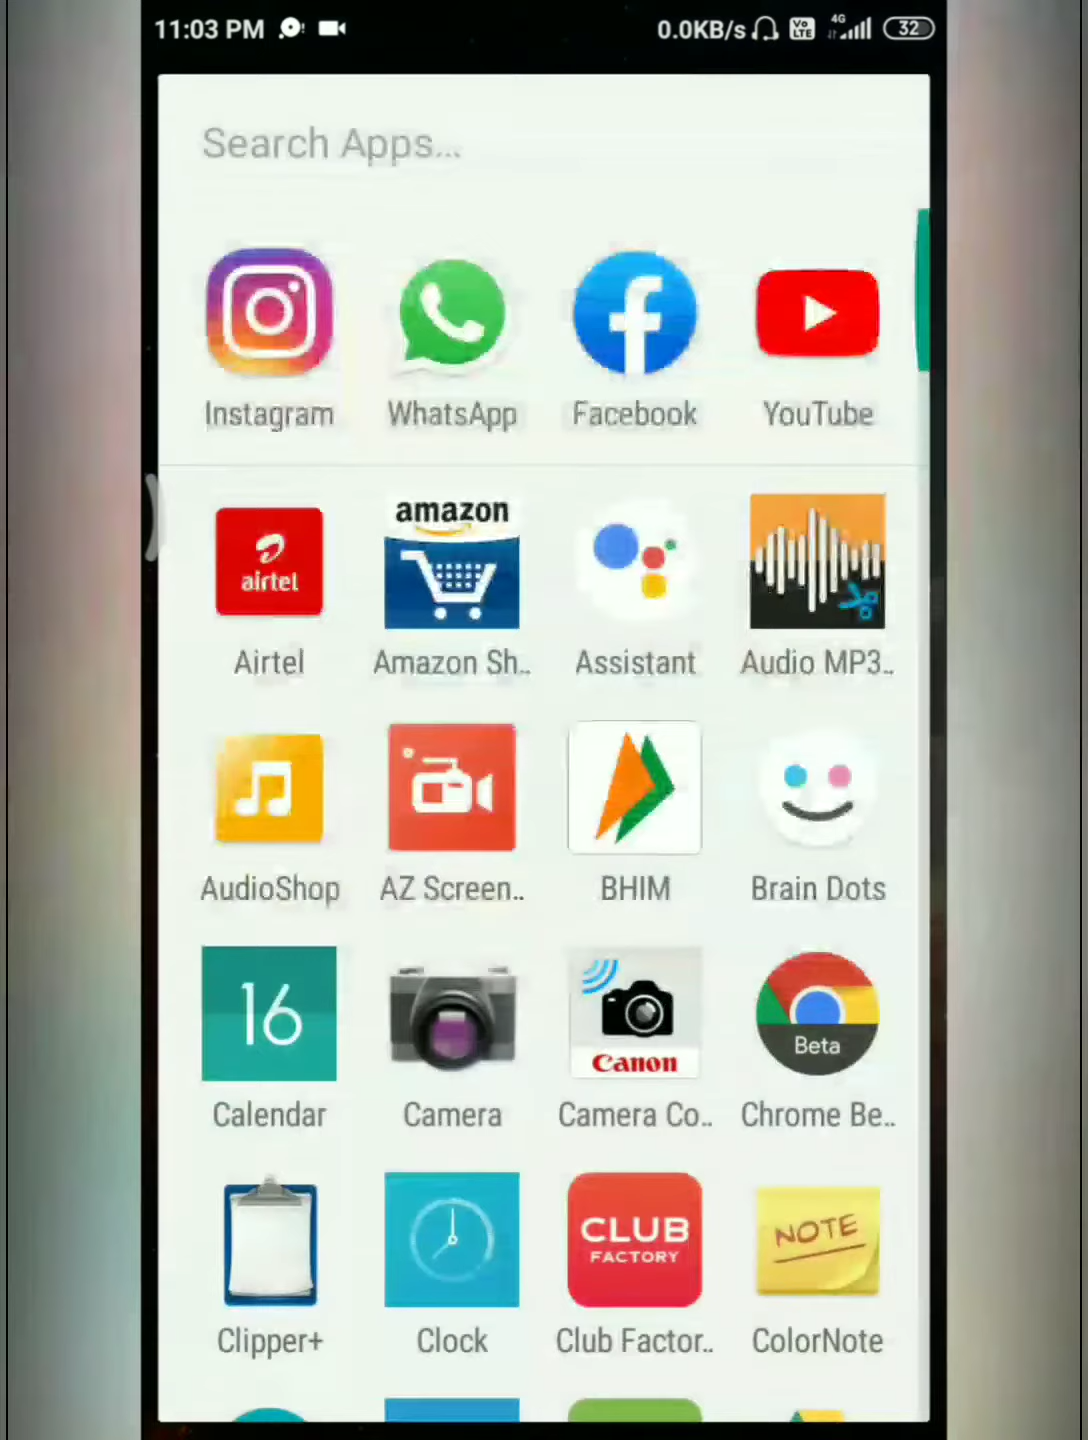 11:03 PM 0.0KB/s Vo LTE 4G 32
Search Apps...
Instagram WhatsApp Facebook YouTube
airtel amazon
Airtel Amazon Sh.. Assistant Audio MP3..
AudioShop AZ Screen.. BHIM Brain Dots
16 Canon Beta
Calendar Camera Camera Co.. Chrome Be..
CLUB FACTORY NOTE
Clipper+ Clock Club Factor.. ColorNote